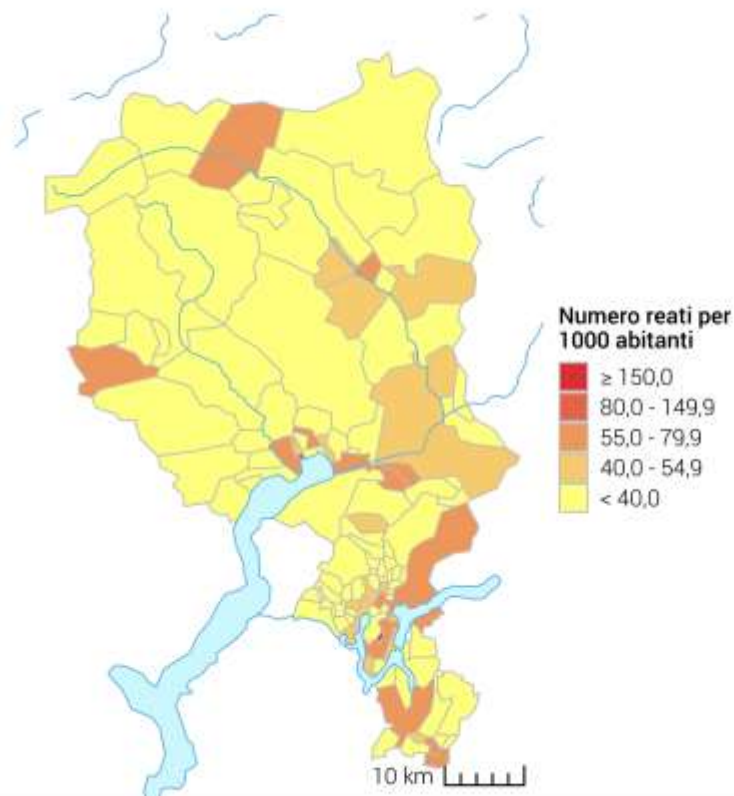 Numero reati per
1000 abitanti
≥ 150,0
80,0 - 149,9
55,0 - 79,9
40,0 - 54,9
< 40,0
10 km